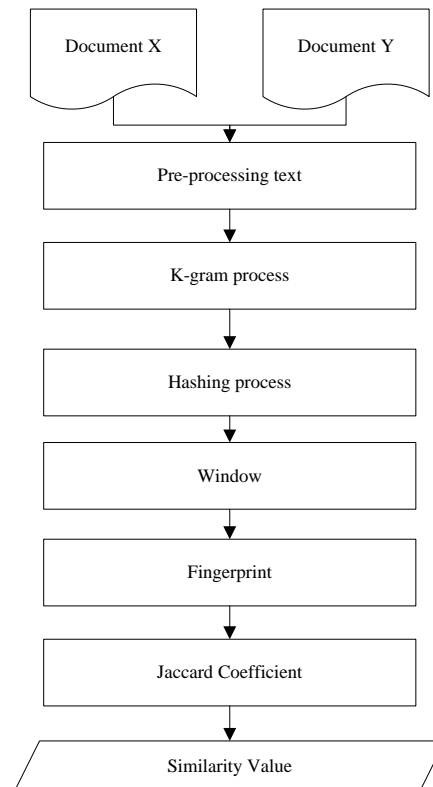 Document X
Document Y
Pre-processing text
K-gram process
Hashing process
Window
Fingerprint
Jaccard Coefficient
Similarity Value